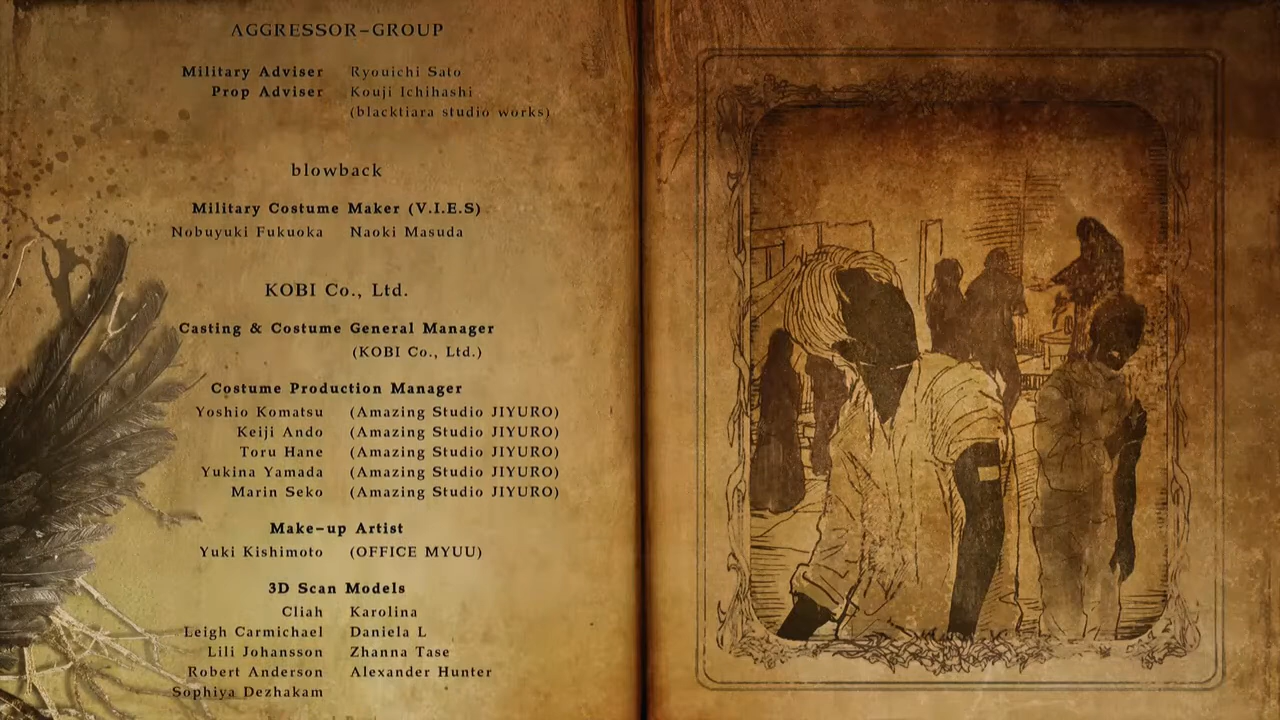 AGGRESSOR-GROUP
Military Adviser Ryouichi Sato
Prop Adviser Kouji Ichihashi
(blacktiara studio works)
blowback
Military Costume Maker (V.I.E.S)
Nobuyuki Fukuoka Naoki Masuda
KOBI Co., Ltd.
Casting & Costume General Manager
(KOBI Co., Ltd.)
Costume Production Manager
Yoshio Komatsu (Amazing Studio JIYURO)
Keiji Ando (Amazing Studio JIYURO)
Toru Hane (Amazing Studio JIYURO)
Yukina Yamada (Amazing Studio JIYURO)
Marin Seko (Amazing Studio JIYURO)
Make-up Artist
Yuki Kishimoto (OFFICE MYUU)
3D Scan Models
Cliah Karolina
Leigh Carmichael Daniela L
Lili Johansson Zhanna Tase
Robert Anderson Alexander Hunter
Sophiya Dezhakam